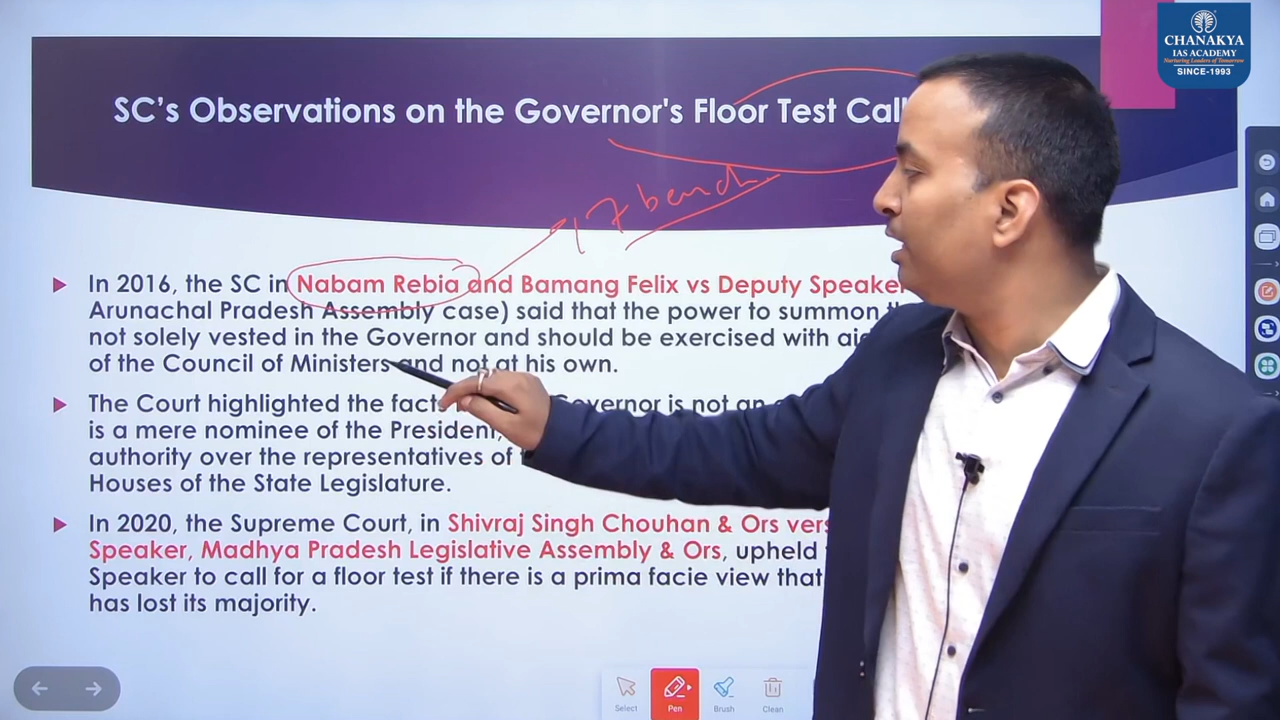 CHANAKYA
IAS ACADEMY
Nurturing Leaders of Tomorrow
SINCE-1993
SC's Observations on the Governor's Floor Test Call
17 bench
In 2016, the SC in Nabam Rebia and Bamang Felix vs Deputy Speaker
Arunachal Pradesh Assembly case) said that the power to summon
not solely vested in the Governor and should be exercised with
of the Council of Ministers and not at his own.
The Court highlighted the facts Governor is not an
is a mere nominee of the President,
authority over the representatives of
Houses of the State Legislature.
In 2020, the Supreme Court, in Shivraj Singh Chouhan & Ors
Speaker, Madhya Pradesh Legislative Assembly & Ors, upheld
Speaker to call for a floor test if there is a prima facie view that
has lost its majority.
Select Pen Brush Clean